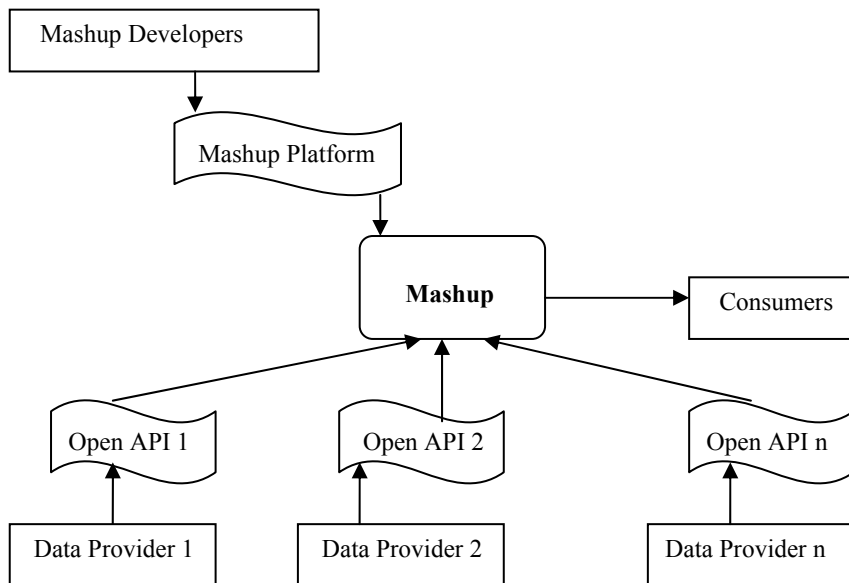 Mashup Developers
Mashup Platform
Mashup
Consumers
Open API 1
Open API 2
Open API n
Data Provider 1
Data Provider 2
Data Provider n